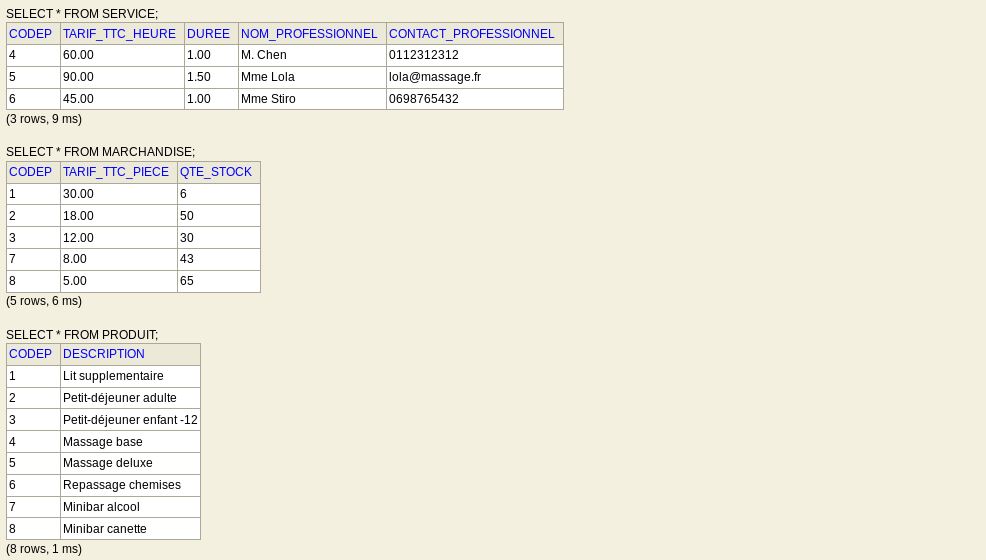 SELECT * FROM SERVICE;
CODEP TARIF_TTC_HEURE DUREE NOM_PROFESSIONNEL CONTACT_PROFESSIONNEL
4 60.00 1.00 M. Chen 0112312312
5 90.00 1.50 Mme Lola lola@massage.fr
6 45.00 1.00 Mme Stiro 0698765432
(3 rows, 9 ms)
SELECT * FROM MARCHANDISE;
CODEP TARIF_TTC_PIECE QTE_STOCK
1 30.00 6
2 18.00 50
3 12.00 30
7 8.00 43
8 5.00 65
(5 rows, 6 ms)
SELECT * FROM PRODUIT;
CODEP DESCRIPTION
1 Lit supplementaire
2 Petit-déjeuner adulte
3 Petit-déjeuner enfant -12
4 Massage base
5 Massage deluxe
6 Repassage chemises
7 Minibar alcool
8 Minibar canette
(8 rows, 1 ms)